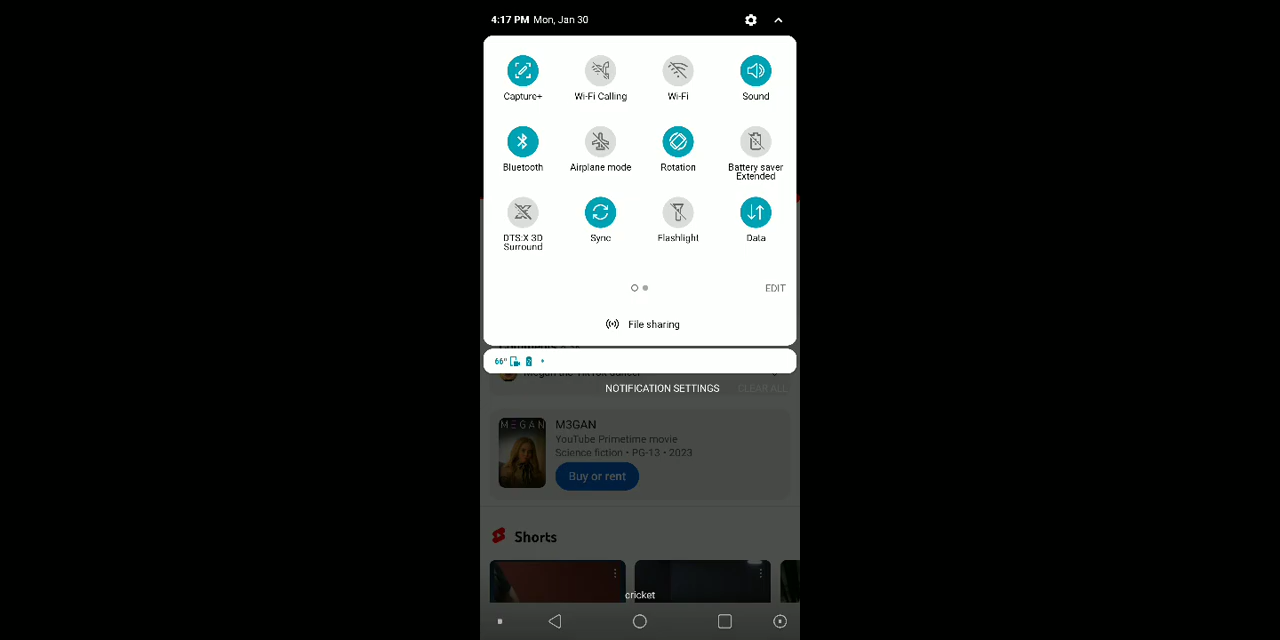 4:17 PM Mon, Jan 30
Capture+ Wi-Fi Calling Wi-Fi Sound
Bluetooth Airplane mode Rotation Battery saver
Extended
DTS:X 3D Sync Flashlight Data
Surround
EDIT
File sharing
66°
NOTIFICATION SETTINGS CLEAR ALL
MEGAN
M3GAN
YouTube Primetime movie
Science fiction • PG-13 • 2023
Buy or rent
Shorts
cricket